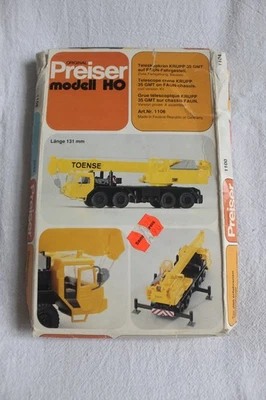 ORIGINAL
Preiser
modell HO
Teleskopkran KRUPP 35 GMT
auf FAUN-Fahrgestell.
Telescopic crane KRUPP
35 GMT on FAUN-chassis.
Grue télescopique KRUPP
35 GMT sur chassis FAUN.
Art.Nr. 1106
Made in Federal Republic of Germany
Länge 131 mm
TOENSE
Preiser